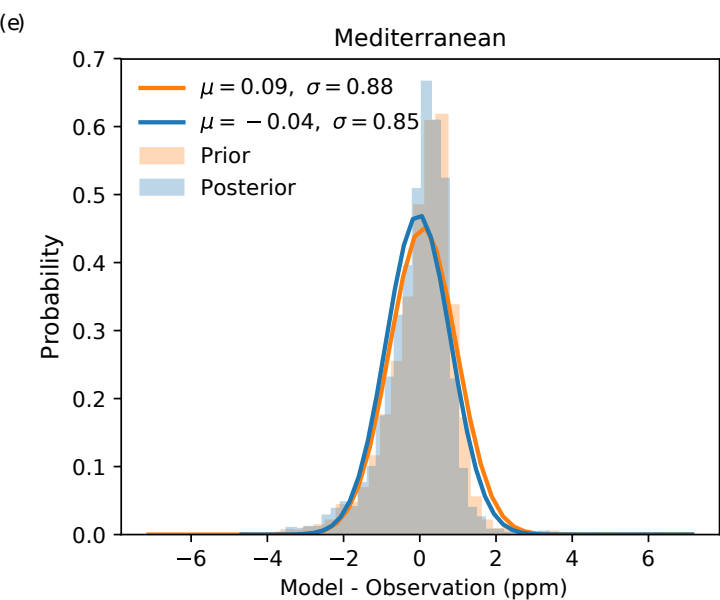 (e)
Mediterranean
0.7
0.6
0.5
0.4
0.3
0.2
0.1
0.0
Probability
μ = 0.09, σ = 0.88
μ = −0.04, σ = 0.85
Prior
Posterior
−6 −4 −2 0 2 4 6
Model - Observation (ppm)